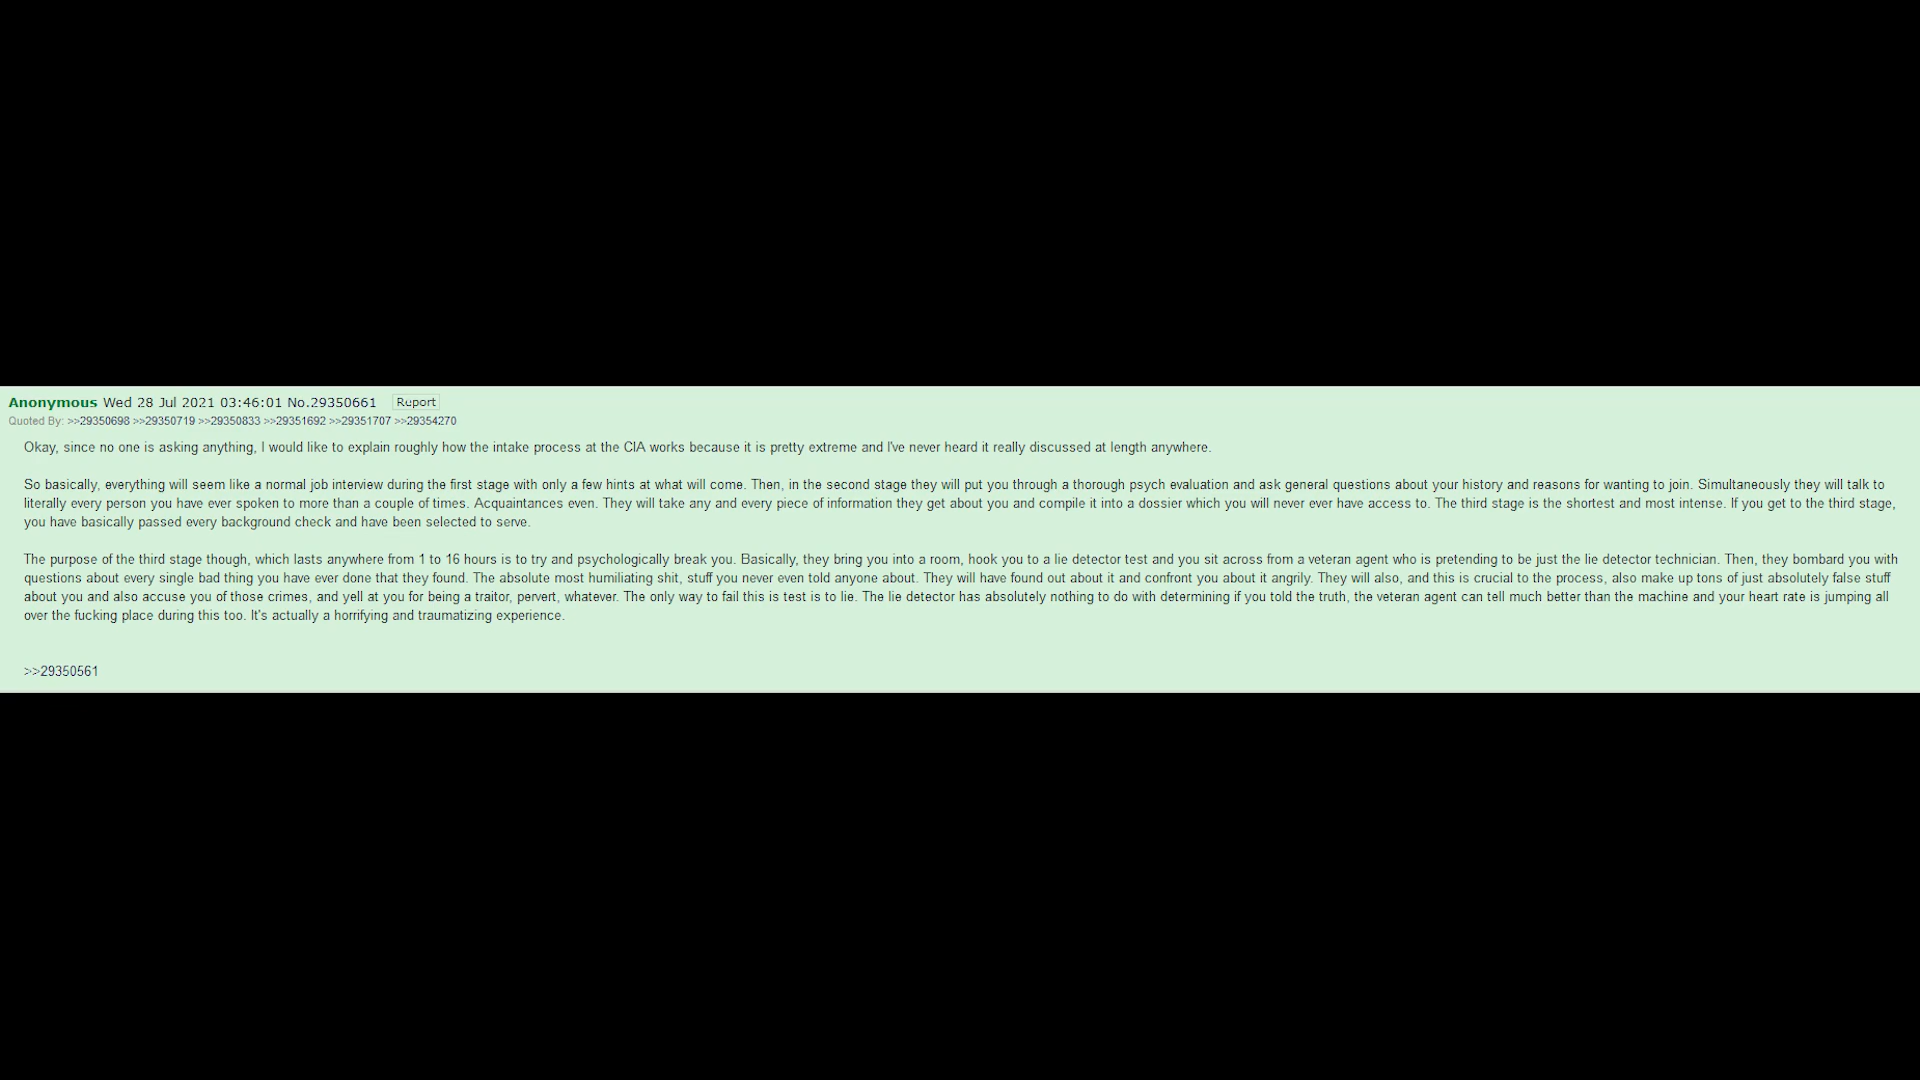 Anonymous Wed 28 Jul 2021 03:46:01 No.29350661 Report
Quoted By: >>29350698 >>29350719 >>29350833 >>29351692 >>29351707 >>29354270
Okay, since no one is asking anything, I would like to explain roughly how the intake process at the CIA works because it is pretty extreme and I've never heard it really discussed at length anywhere.
So basically, everything will seem like a normal job interview during the first stage with only a few hints at what will come. Then, in the second stage they will put you through a thorough psych evaluation and ask general questions about your history and reasons for wanting to join. Simultaneously they will talk to
literally every person you have ever spoken to more than a couple of times. Acquaintances even. They will take any and every piece of information they get about you and compile it into a dossier which you will never ever have access to. The third stage is the shortest and most intense. If you get to the third stage,
you have basically passed every background check and have been selected to serve.
The purpose of the third stage though, which lasts anywhere from 1 to 16 hours is to try and psychologically break you. Basically, they bring you into a room, hook you to a lie detector test and you sit across from a veteran agent who is pretending to be just the lie detector technician. Then, they bombard you with
questions about every single bad thing you have ever done that they found. The absolute most humiliating shit, stuff you never even told anyone about. They will have found out about it and confront you about it angrily. They will also, and this is crucial to the process, also make up tons of just absolutely false stuff
about you and also accuse you of those crimes, and yell at you for being a traitor, pervert, whatever. The only way to fail this is test is to lie. The lie detector has absolutely nothing to do with determining if you told the truth, the veteran agent can tell much better than the machine and your heart rate is jumping all
over the fucking place during this too. It's actually a horrifying and traumatizing experience.
>>29350561